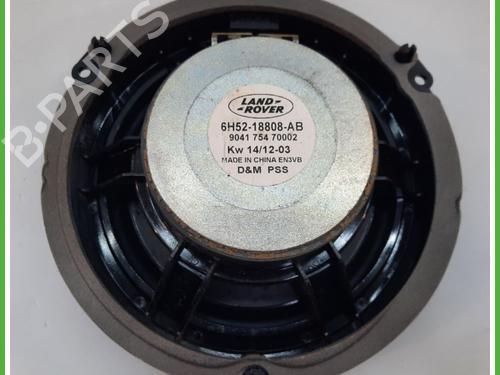 B-PARTS
LAND
ROVER
6H52-18808-AB
9041 754 70002
Kw 14/12-03
MADE IN CHINA EN3VB
D&M PSS